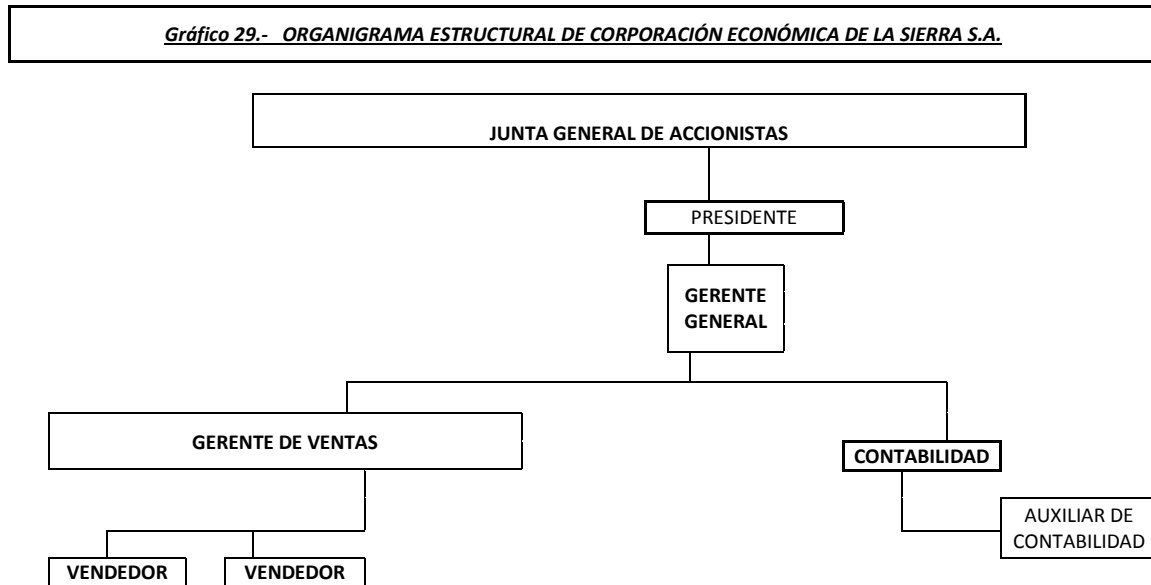 Gráfico 29.- ORGANIGRAMA ESTRUCTURAL DE CORPORACIÓN ECONÓMICA DE LA SIERRA S.A.
JUNTA GENERAL DE ACCIONISTAS
PRESIDENTE
GERENTE
GENERAL
GERENTE DE VENTAS
CONTABILIDAD
AUXILIAR DE
CONTABILIDAD
VENDEDOR
VENDEDOR